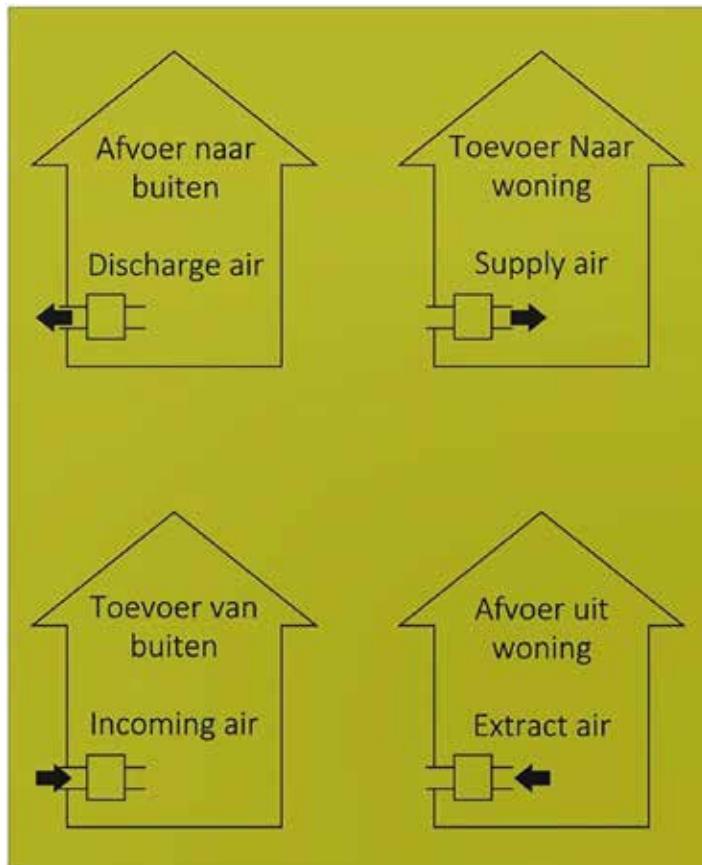 Afvoer naar
buiten
Discharge air
Toevoer Naar
woning
Supply air
Toevoer van
buiten
Incoming air
Afvoer uit
woning
Extract air